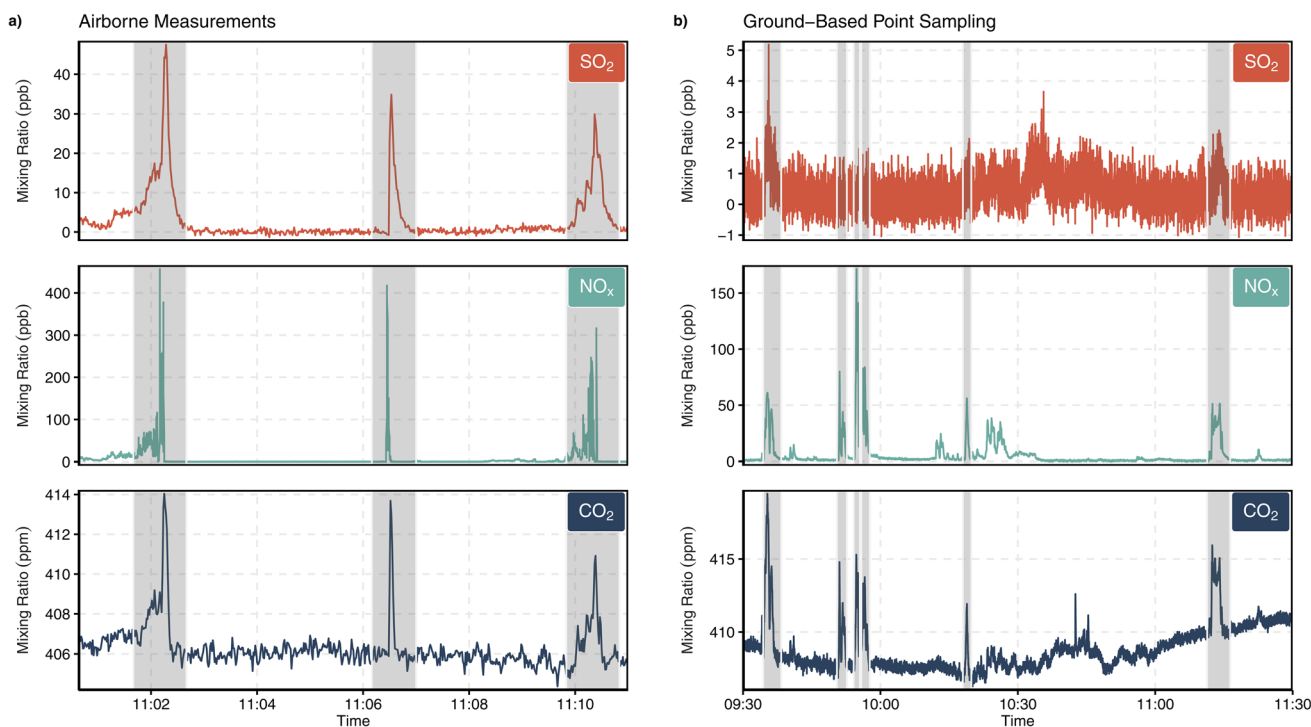 a) Airborne Measurements
SO₂
Mixing Ratio (ppb)
40
30
20
10
0
NOₓ
Mixing Ratio (ppb)
400
300
200
100
0
CO₂
Mixing Ratio (ppm)
414
412
410
408
406
11:02 11:04 11:06 11:08 11:10
Time
b) Ground−Based Point Sampling
SO₂
Mixing Ratio (ppb)
5
4
3
2
1
0
−1
NOₓ
Mixing Ratio (ppb)
150
100
50
0
CO₂
Mixing Ratio (ppm)
415
410
09:30 10:00 10:30 11:00 11:30
Time